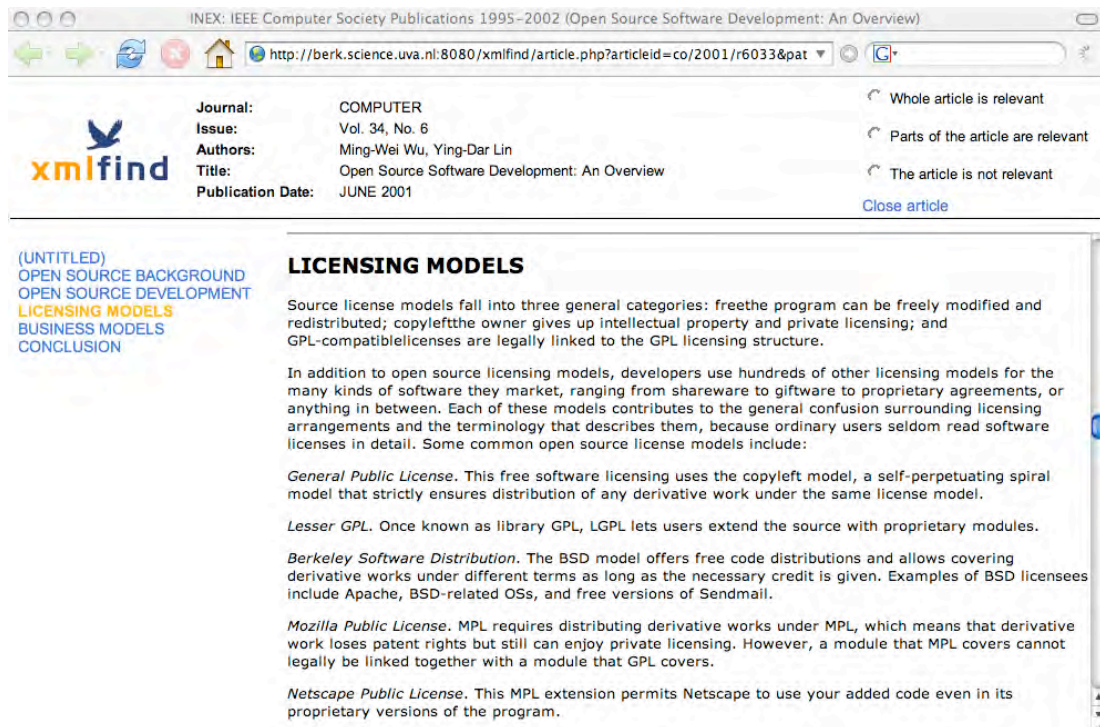 INEX: IEEE Computer Society Publications 1995-2002 (Open Source Software Development: An Overview)
http://berk.science.uva.nl:8080/xmlfind/article.php?articleid=co/2001/r6033&pat
G
xmlfind
Journal: COMPUTER
Issue: Vol. 34, No. 6
Authors: Ming-Wei Wu, Ying-Dar Lin
Title: Open Source Software Development: An Overview
Publication Date: JUNE 2001
Whole article is relevant
Parts of the article are relevant
The article is not relevant
Close article
(UNTITLED)
OPEN SOURCE BACKGROUND
OPEN SOURCE DEVELOPMENT
LICENSING MODELS
BUSINESS MODELS
CONCLUSION
LICENSING MODELS
Source license models fall into three general categories: freethe program can be freely modified and
redistributed; copyleftthe owner gives up intellectual property and private licensing; and
GPL-compatiblelicenses are legally linked to the GPL licensing structure.
In addition to open source licensing models, developers use hundreds of other licensing models for the
many kinds of software they market, ranging from shareware to giftware to proprietary agreements, or
anything in between. Each of these models contributes to the general confusion surrounding licensing
arrangements and the terminology that describes them, because ordinary users seldom read software
licenses in detail. Some common open source license models include:
General Public License. This free software licensing uses the copyleft model, a self-perpetuating spiral
model that strictly ensures distribution of any derivative work under the same license model.
Lesser GPL. Once known as library GPL, LGPL lets users extend the source with proprietary modules.
Berkeley Software Distribution. The BSD model offers free code distributions and allows covering
derivative works under different terms as long as the necessary credit is given. Examples of BSD licensees
include Apache, BSD-related OSs, and free versions of Sendmail.
Mozilla Public License. MPL requires distributing derivative works under MPL, which means that derivative
work loses patent rights but still can enjoy private licensing. However, a module that MPL covers cannot
legally be linked together with a module that GPL covers.
Netscape Public License. This MPL extension permits Netscape to use your added code even in its
proprietary versions of the program.